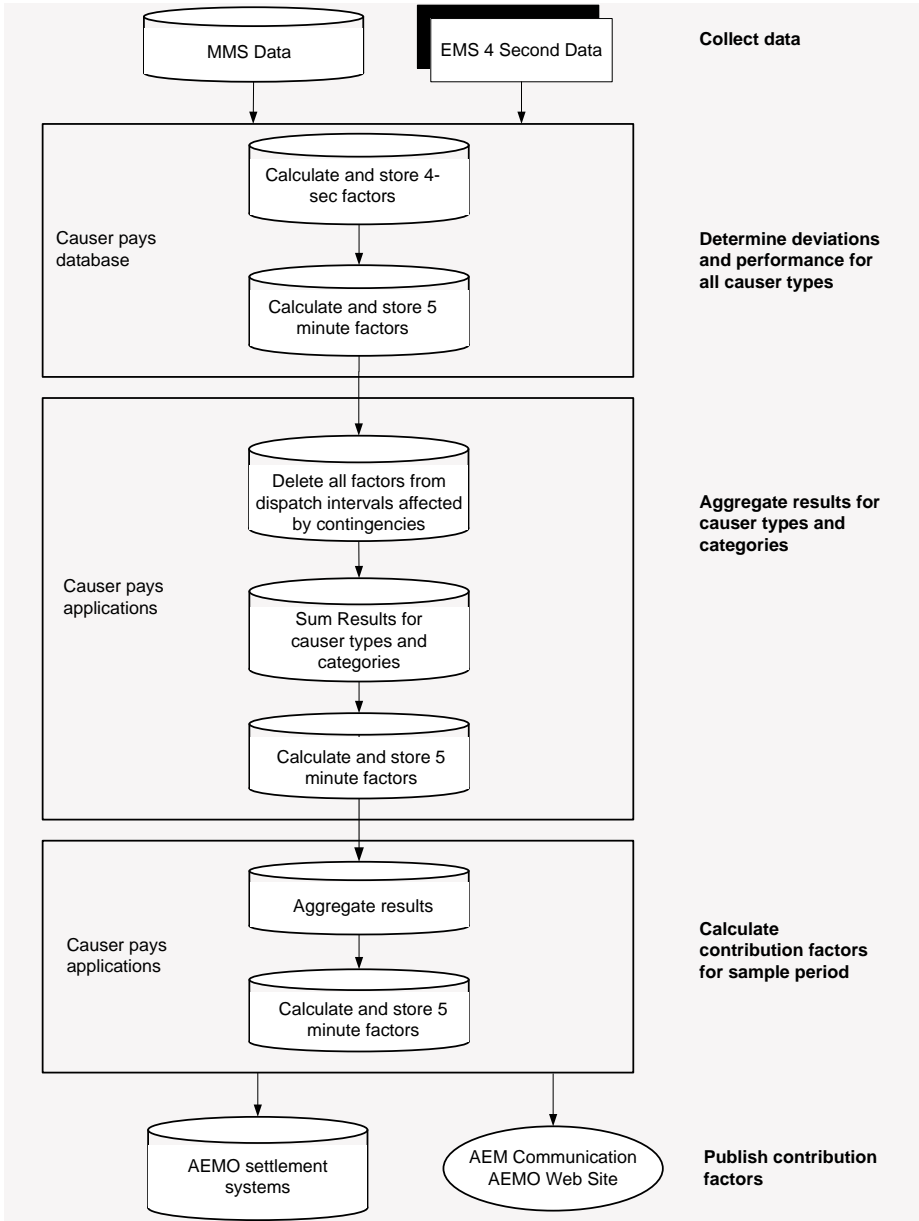 MMS Data
EMS 4 Second Data
Collect data
Calculate and store 4-
sec factors
Causer pays
database
Determine deviations
and performance for
all causer types
Calculate and store 5
minute factors
Delete all factors from
dispatch intervals affected
by contingencies
Aggregate results for
causer types and
categories
Causer pays
applications
Sum Results for
causer types and
categories
Calculate and store 5
minute factors
Aggregate results
Causer pays
applications
Calculate
contribution factors
for sample period
Calculate and store 5
minute factors
AEMO settlement
systems
AEM Communication
AEMO Web Site
Publish contribution
factors